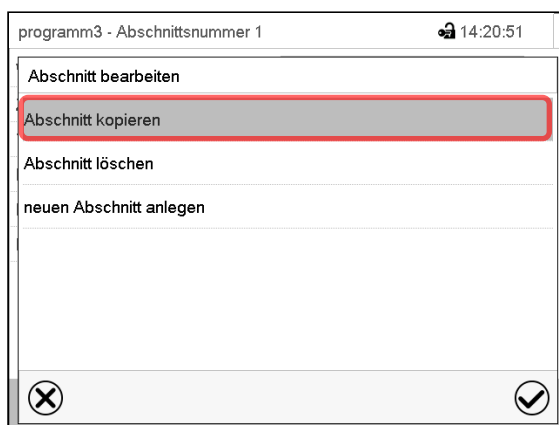 programm3 - Abschnittsnummer 1 14:20:51
Abschnitt bearbeiten
Abschnitt kopieren
Abschnitt löschen
neuen Abschnitt anlegen